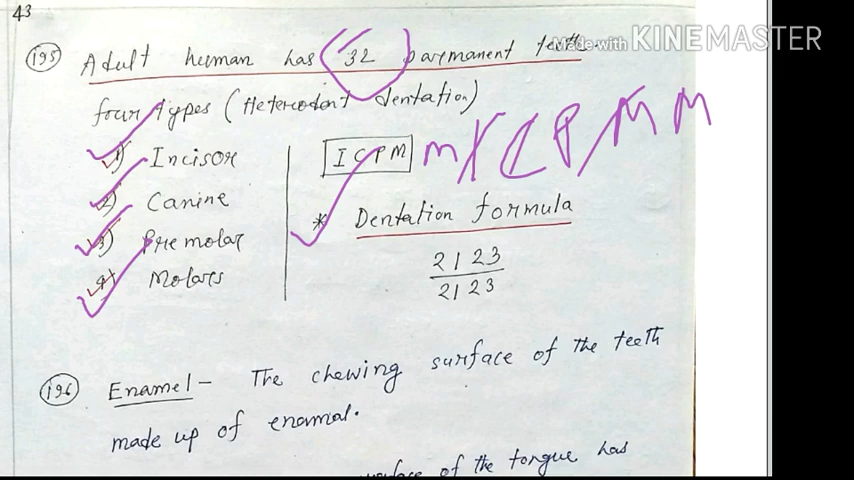 43
195 Adult human has 32 parmanent teeth.
Made with KINEMASTER
four types (Heterodont dentation)
1) Incisor
2) Canine
3) Premolar
4) Molars
ICPM
* Dentation formula
2123
2123
196 Enamel - The chewing surface of the teeth
made up of enamal.
surface of the tongue has